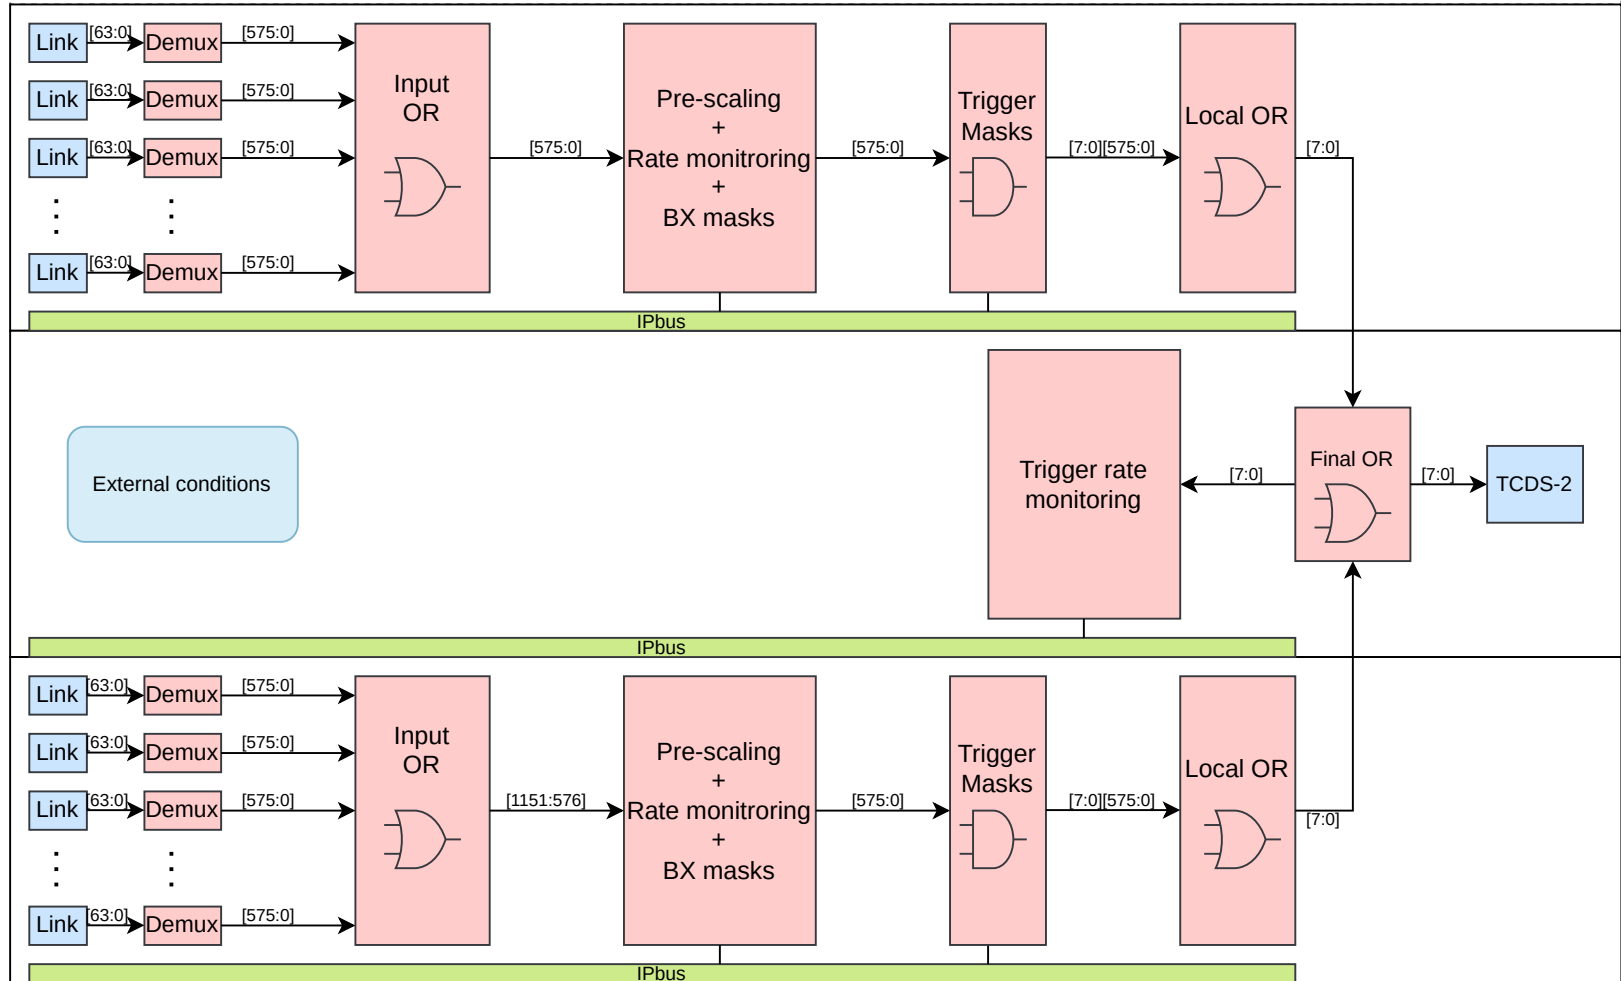 Link [63:0] Demux [575:0]
Link [63:0] Demux [575:0]
Link [63:0] Demux [575:0]
Link [63:0] Demux [575:0]
Input
OR
[575:0]
Pre-scaling
+
Rate monitroring
+
BX masks
[575:0]
Trigger
Masks
[7:0][575:0]
Local OR
[7:0]
IPbus
External conditions
Trigger rate
monitoring
[7:0]
Final OR
[7:0]
TCDS-2
IPbus
Link [63:0] Demux [575:0]
Link [63:0] Demux [575:0]
Link [63:0] Demux [575:0]
Link [63:0] Demux [575:0]
Input
OR
[1151:576]
Pre-scaling
+
Rate monitroring
+
BX masks
[575:0]
Trigger
Masks
[7:0][575:0]
Local OR
[7:0]
IPbus